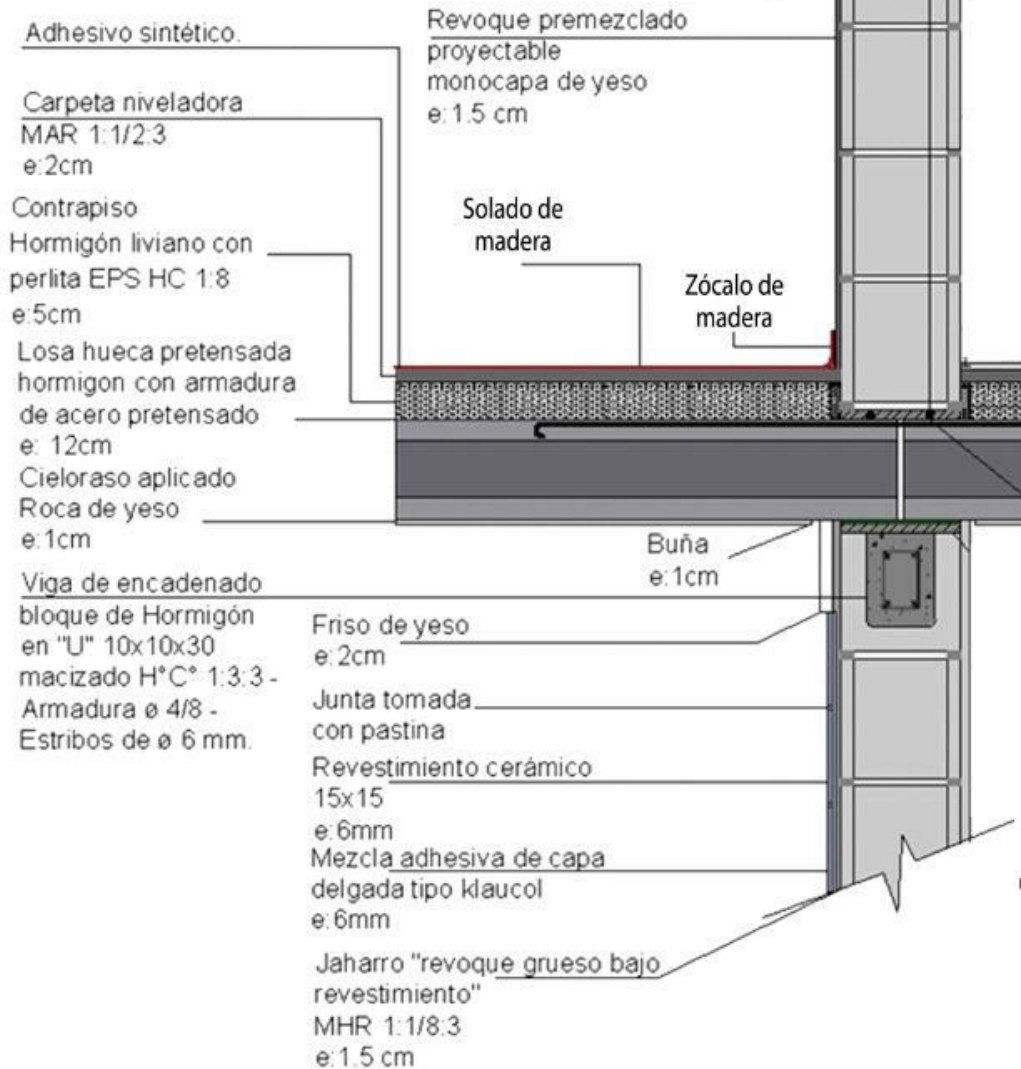 Adhesivo sintético.
Carpeta niveladora
MAR 1:1/2:3
e:2cm
Contrapiso
Hormigón liviano con
perlita EPS HC 1:8
e:5cm
Losa hueca pretensada
hormigon con armadura
de acero pretensado
e: 12cm
Cieloraso aplicado
Roca de yeso
e:1cm
Viga de encadenado
bloque de Hormigón
en "U" 10x10x30
macizado H°C° 1:3:3 -
Armadura ø 4/8 -
Estribos de ø 6 mm.
Revoque premezclado
proyectable
monocapa de yeso
e:1.5 cm
Solado de
madera
Zócalo de
madera
Buña
e:1cm
Friso de yeso
e:2cm
Junta tomada
con pastina
Revestimiento cerámico
15x15
e:6mm
Mezcla adhesiva de capa
delgada tipo klaucol
e:6mm
Jaharro "revoque grueso bajo
revestimiento"
MHR 1:1/8:3
e:1.5 cm